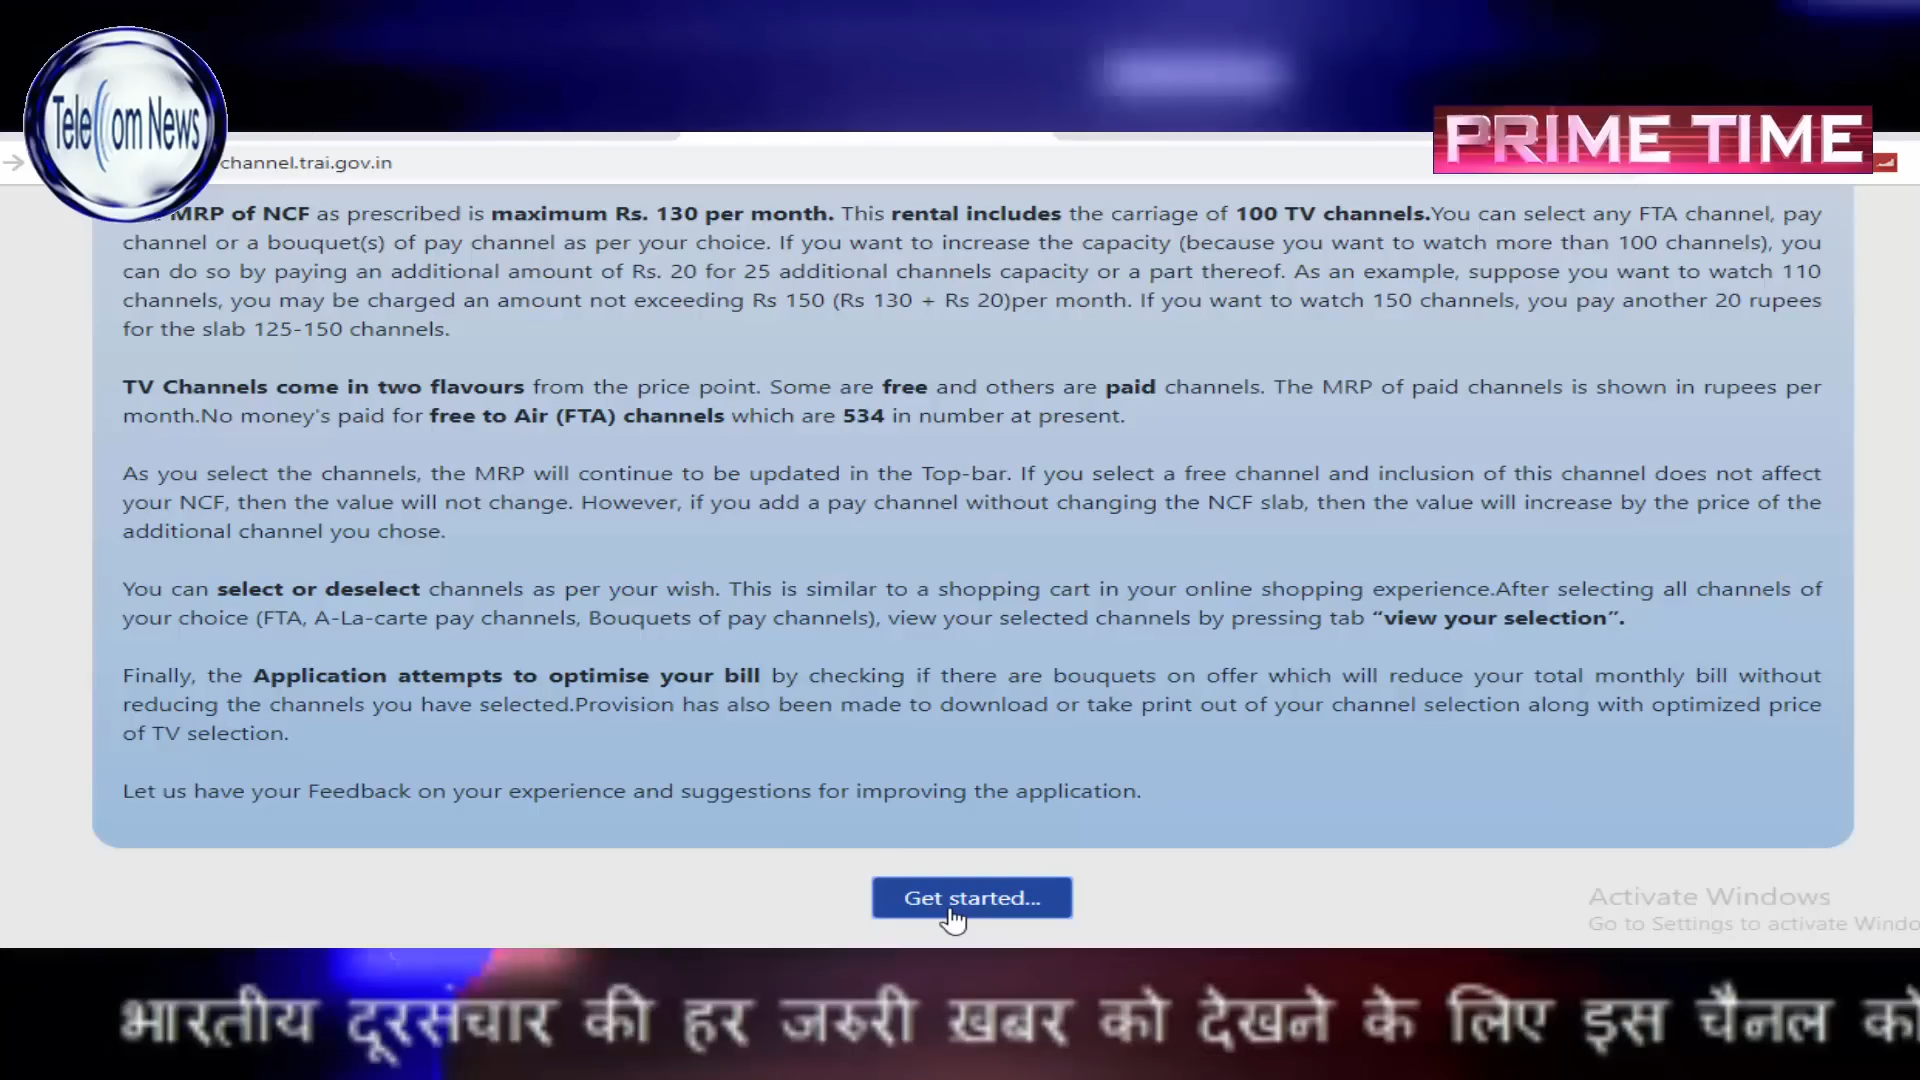 Tele Com News
PRIME TIME
channel.trai.gov.in
MRP of NCF as prescribed is maximum Rs. 130 per month. This rental includes the carriage of 100 TV channels.You can select any FTA channel, pay
channel or a bouquet(s) of pay channel as per your choice. If you want to increase the capacity (because you want to watch more than 100 channels), you
can do so by paying an additional amount of Rs. 20 for 25 additional channels capacity or a part thereof. As an example, suppose you want to watch 110
channels, you may be charged an amount not exceeding Rs 150 (Rs 130 + Rs 20)per month. If you want to watch 150 channels, you pay another 20 rupees
for the slab 125-150 channels.
TV Channels come in two flavours from the price point. Some are free and others are paid channels. The MRP of paid channels is shown in rupees per
month.No money's paid for free to Air (FTA) channels which are 534 in number at present.
As you select the channels, the MRP will continue to be updated in the Top-bar. If you select a free channel and inclusion of this channel does not affect
your NCF, then the value will not change. However, if you add a pay channel without changing the NCF slab, then the value will increase by the price of the
additional channel you chose.
You can select or deselect channels as per your wish. This is similar to a shopping cart in your online shopping experience.After selecting all channels of
your choice (FTA, A-La-carte pay channels, Bouquets of pay channels), view your selected channels by pressing tab “view your selection”.
Finally, the Application attempts to optimise your bill by checking if there are bouquets on offer which will reduce your total monthly bill without
reducing the channels you have selected.Provision has also been made to download or take print out of your channel selection along with optimized price
of TV selection.
Let us have your Feedback on your experience and suggestions for improving the application.
Get started...
Activate Windows
Go to Settings to activate Windo
भारतीय दूरसंचार की हर जरुरी ख़बर को देखने के लिए इस चैनल को